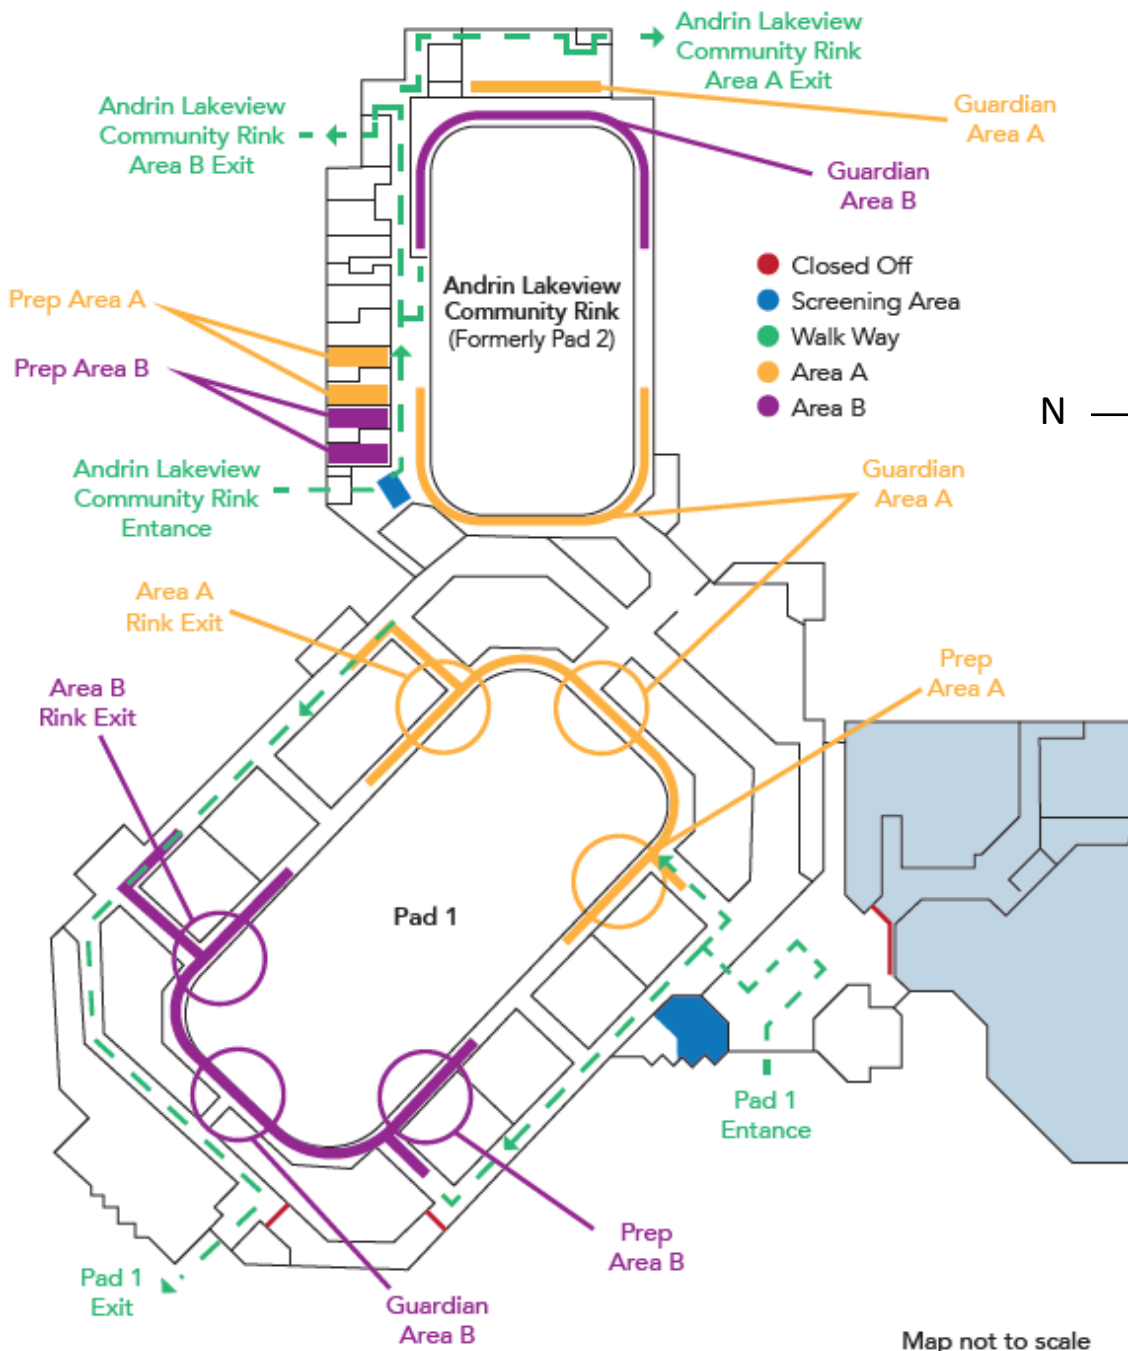 Andrin Lakeview
Community Rink
Area A Exit
Andrin Lakeview
Community Rink
Area B Exit
Guardian
Area A
Guardian
Area B
Closed Off
Screening Area
Walk Way
Area A
Area B
Andrin Lakeview
Community Rink
(Formerly Pad 2)
Prep Area A
Prep Area B
N
Andrin Lakeview
Community Rink
Entance
Guardian
Area A
Area A
Rink Exit
Prep
Area A
Area B
Rink Exit
Pad 1
Pad 1
Entance
Prep
Area B
Pad 1
Exit
Guardian
Area B
Map not to scale